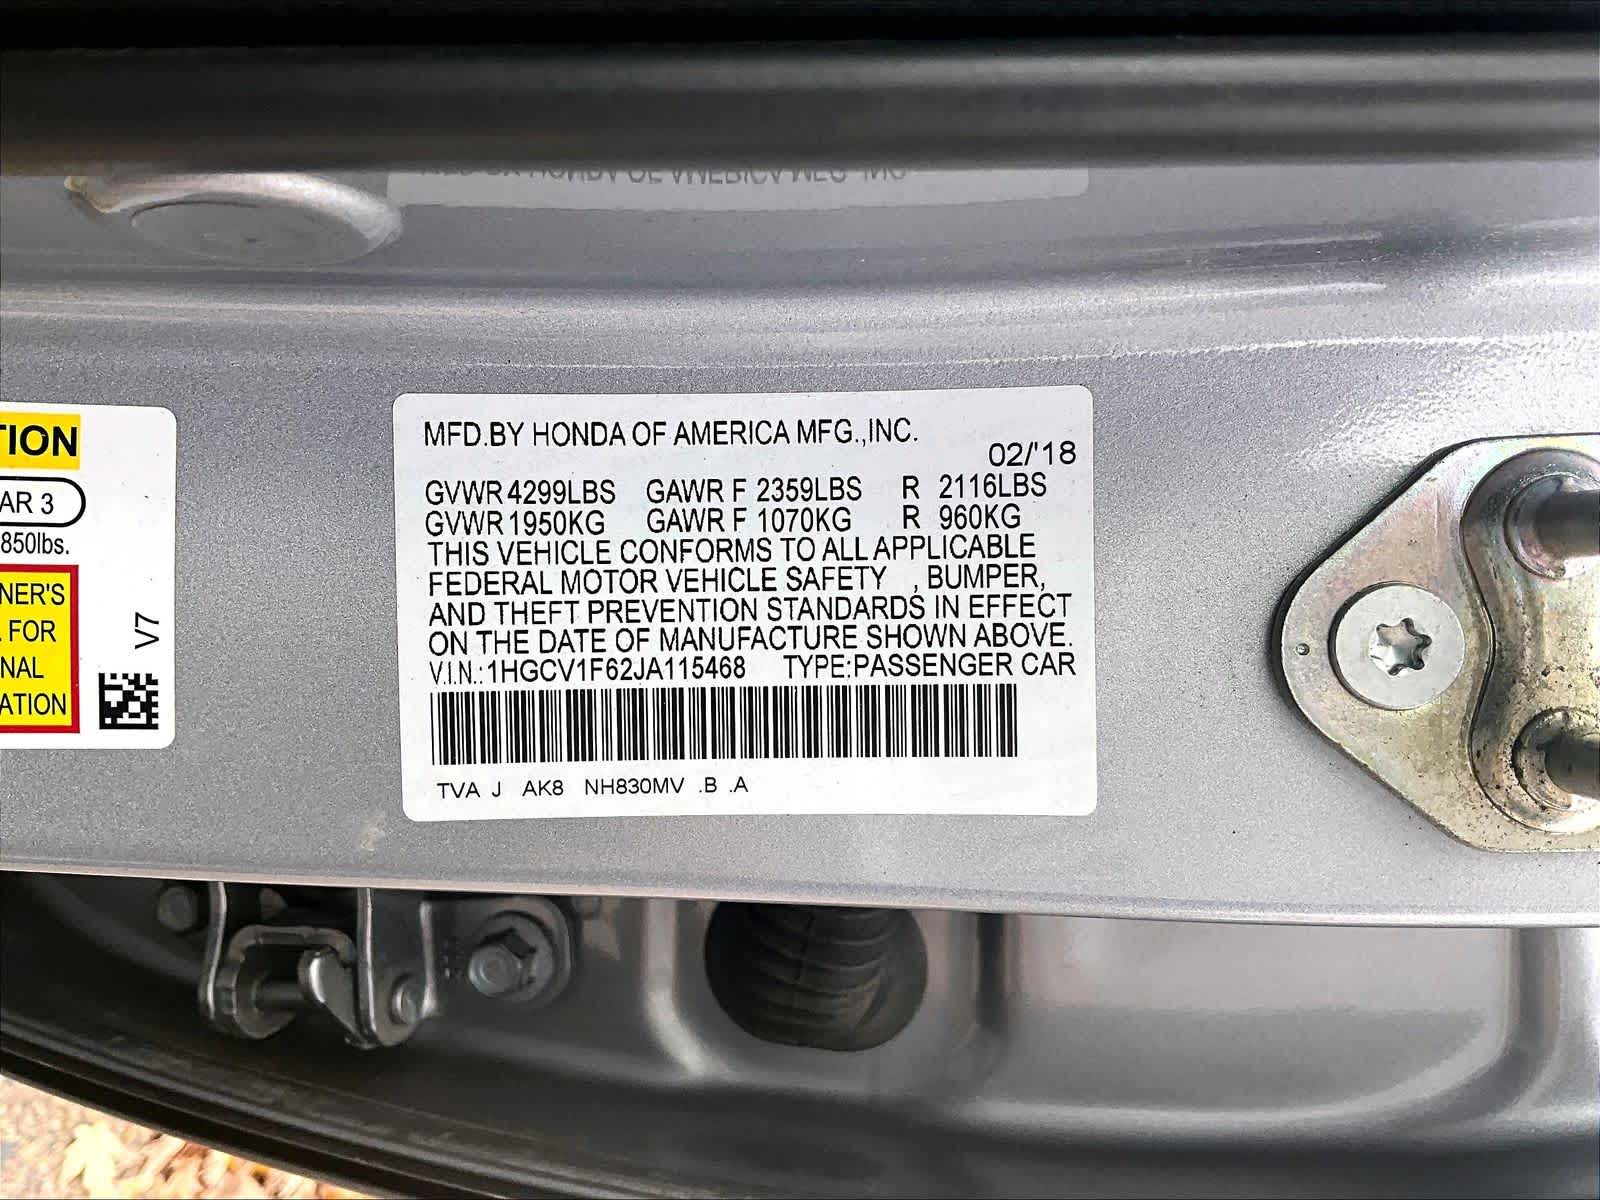 MFD.BY HONDA OF AMERICA MFG.,INC.
02/'18
GVWR 4299LBS GAWR F 2359LBS R 2116LBS
GVWR 1950KG GAWR F 1070KG R 960KG
THIS VEHICLE CONFORMS TO ALL APPLICABLE
FEDERAL MOTOR VEHICLE SAFETY , BUMPER,
AND THEFT PREVENTION STANDARDS IN EFFECT
ON THE DATE OF MANUFACTURE SHOWN ABOVE.
V.I.N.: 1HGCV1F62JA115468 TYPE:PASSENGER CAR
TVA J AK8 NH830MV .B .A
TION
AR 3
850lbs.
NER'S
FOR
NAL
ATION
V7